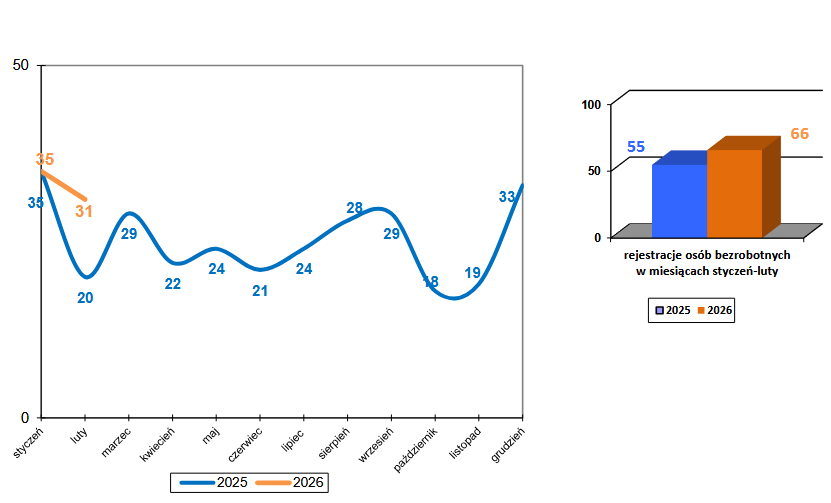 50
0
35
35
31
20
29
22
24
21
24
28
29
18
19
33
styczeń
luty
marzec
kwiecień
maj
czerwiec
lipiec
sierpień
wrzesień
październik
listopad
grudzień
2025 2026
100
50
0
55
66
rejestracje osób bezrobotnych
w miesiącach styczeń-luty
2025 2026